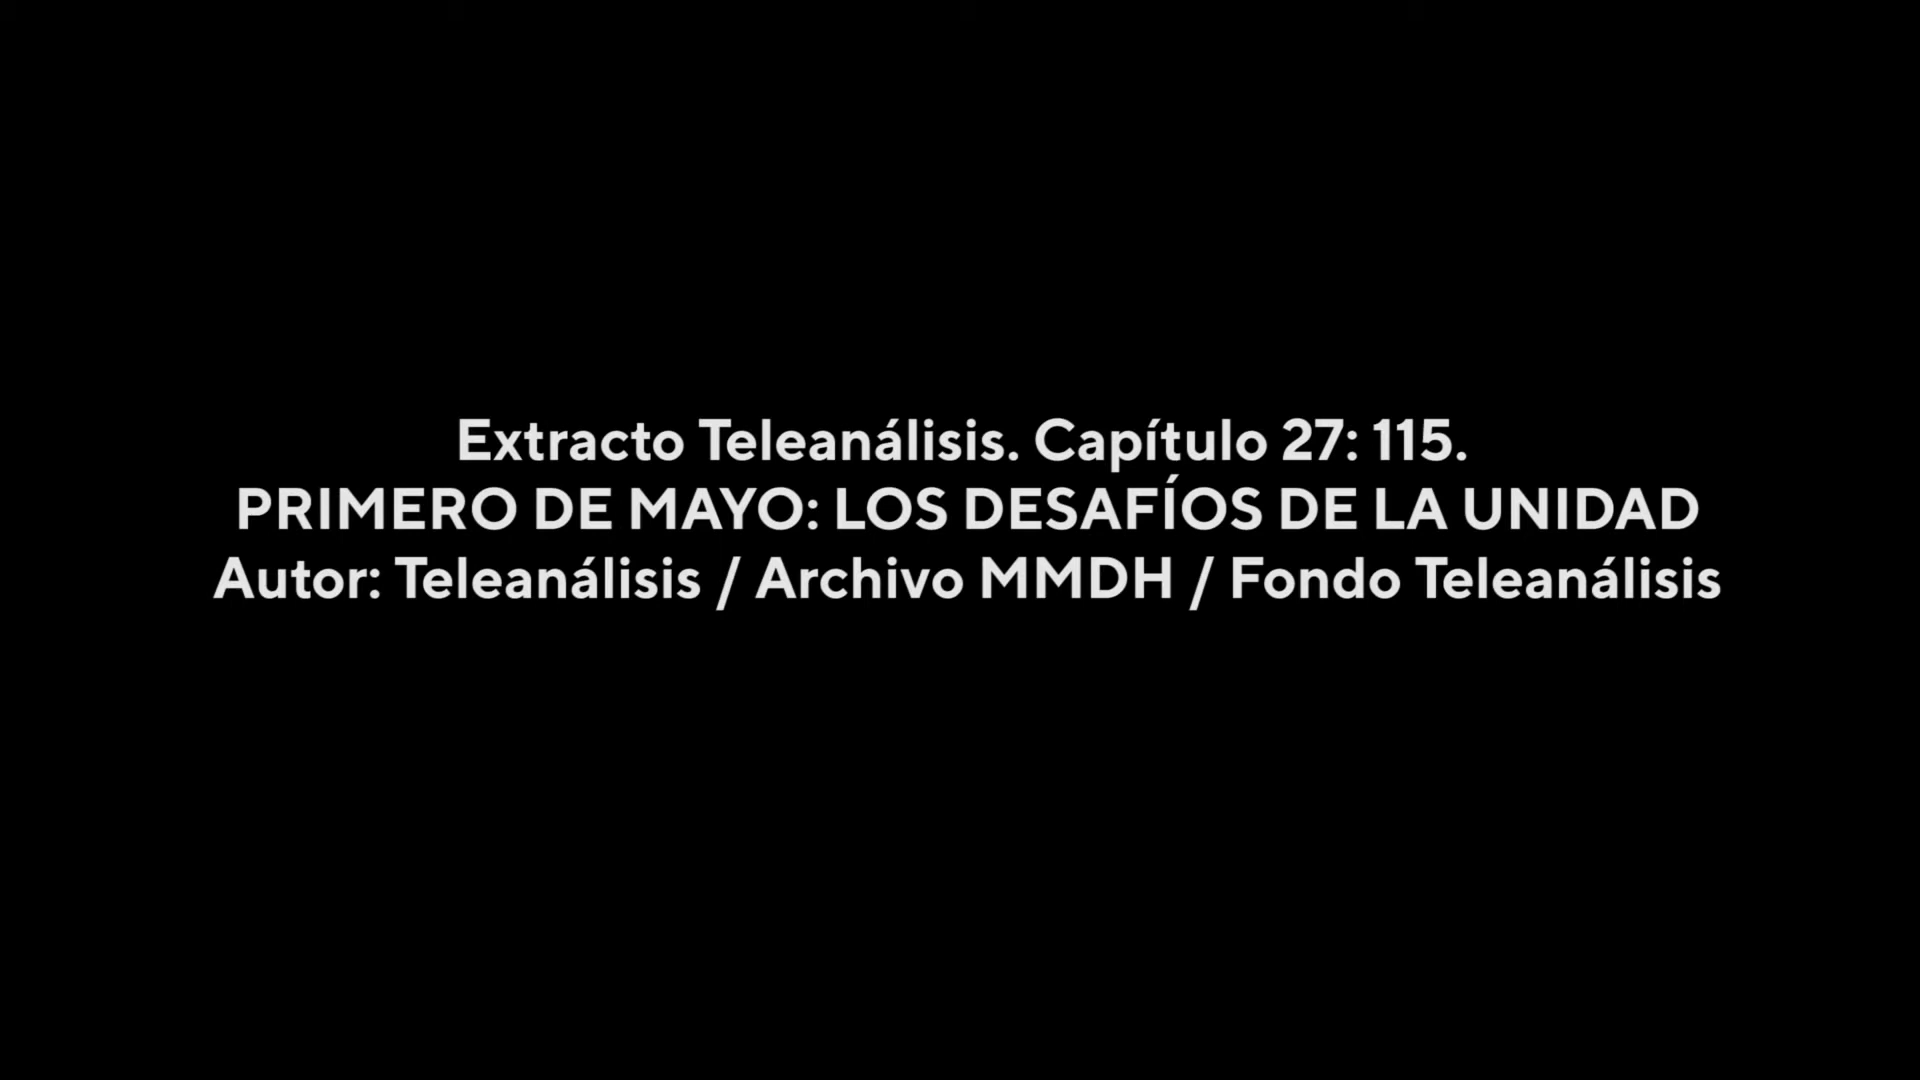 Extracto Teleanálisis. Capítulo 27: 115.
PRIMERO DE MAYO: LOS DESAFÍOS DE LA UNIDAD
Autor: Teleanálisis / Archivo MMDH / Fondo Teleanálisis